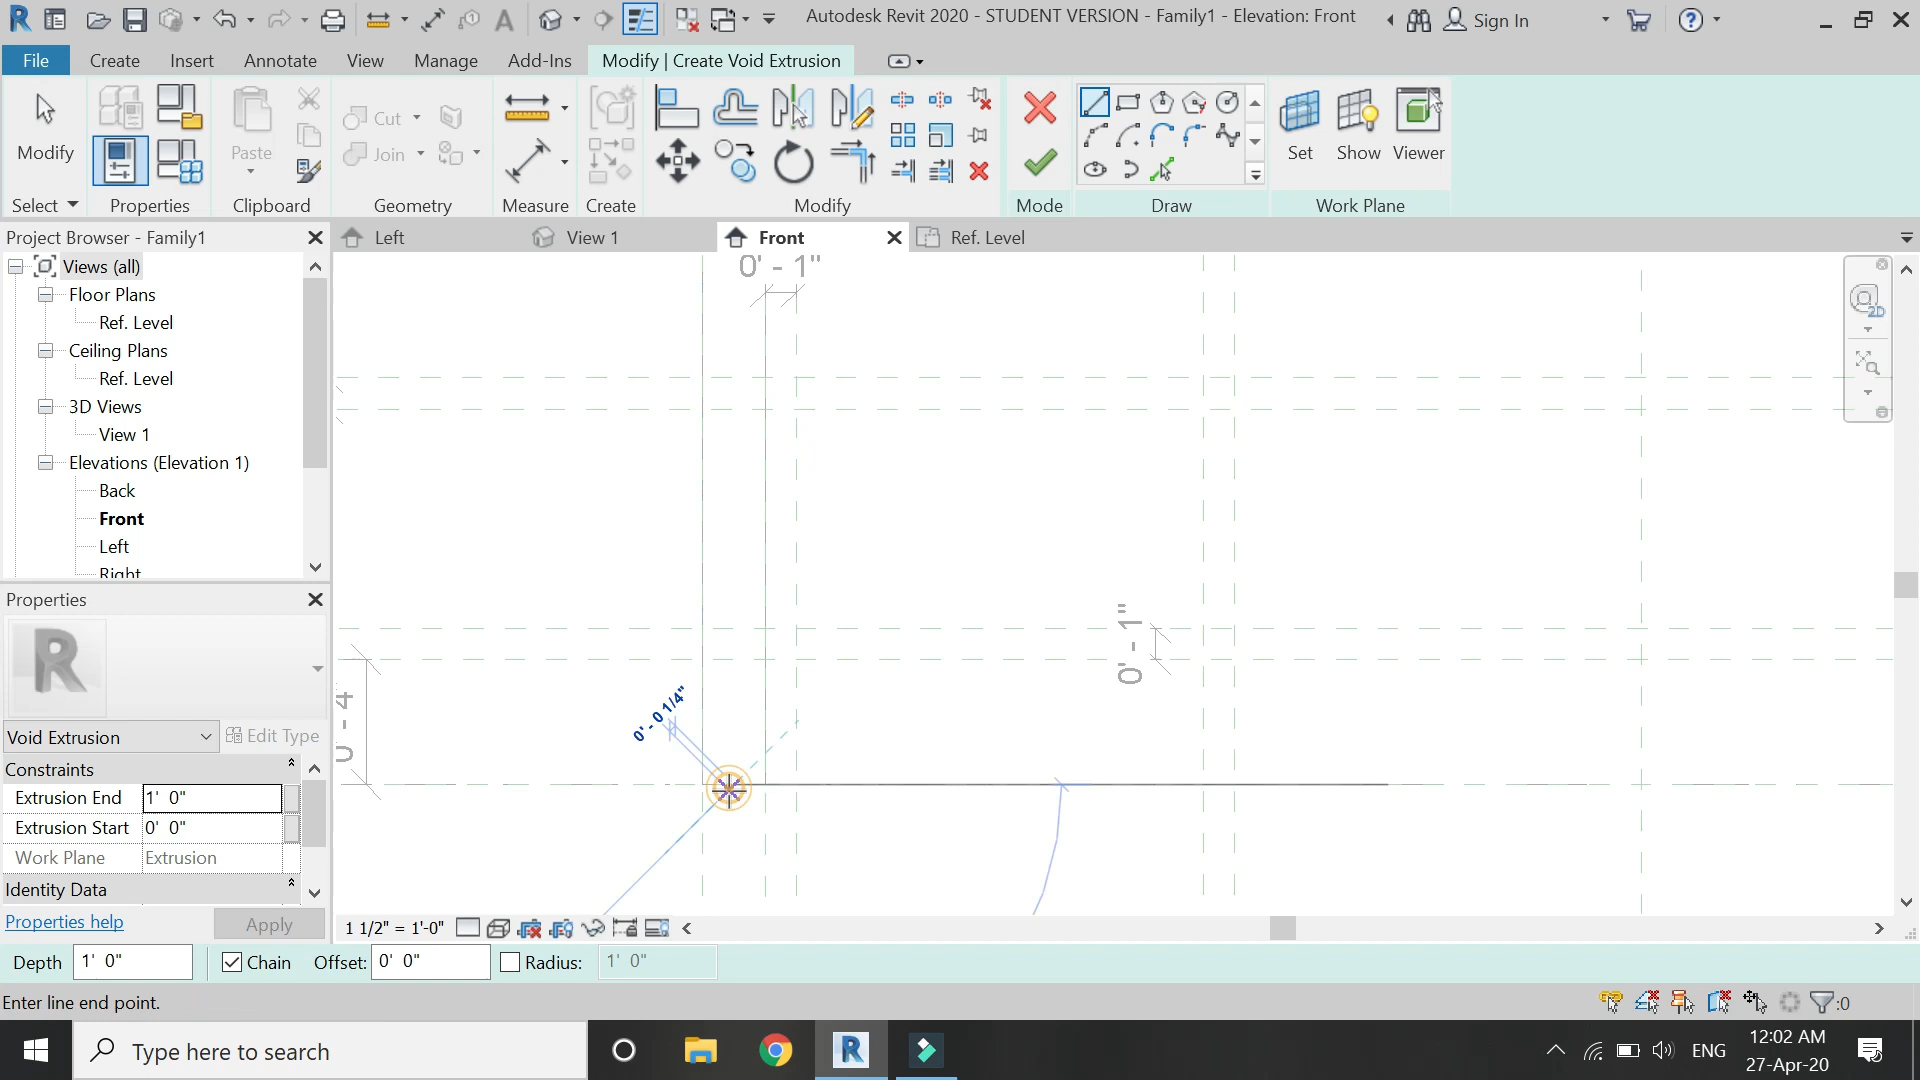 Autodesk Revit 2020 - STUDENT VERSION - Family1 - Elevation: Front
Sign In
File
Create
Insert
Annotate
View
Manage
Add-Ins
Modify | Create Void Extrusion
Modify
Paste
Cut
Join
Set
Show
Viewer
Select
Properties
Clipboard
Geometry
Measure
Create
Modify
Mode
Draw
Work Plane
Project Browser - Family1
Left
View 1
Front
Ref. Level
Views (all)
Floor Plans
Ref. Level
Ceiling Plans
Ref. Level
3D Views
View 1
Elevations (Elevation 1)
Back
Front
Left
Right
0' - 1"
0' - 1"
0' - 0 1/4"
0' - 4"
2D
Properties
Void Extrusion
Edit Type
Constraints
Extrusion End
1' 0"
Extrusion Start
0' 0"
Work Plane
Extrusion
Identity Data
Properties help
Apply
1 1/2" = 1'-0"
Depth
1' 0"
Chain
Offset:
0' 0"
Radius:
1' 0"
Enter line end point.
:0
Type here to search
ENG
12:02 AM
27-Apr-20